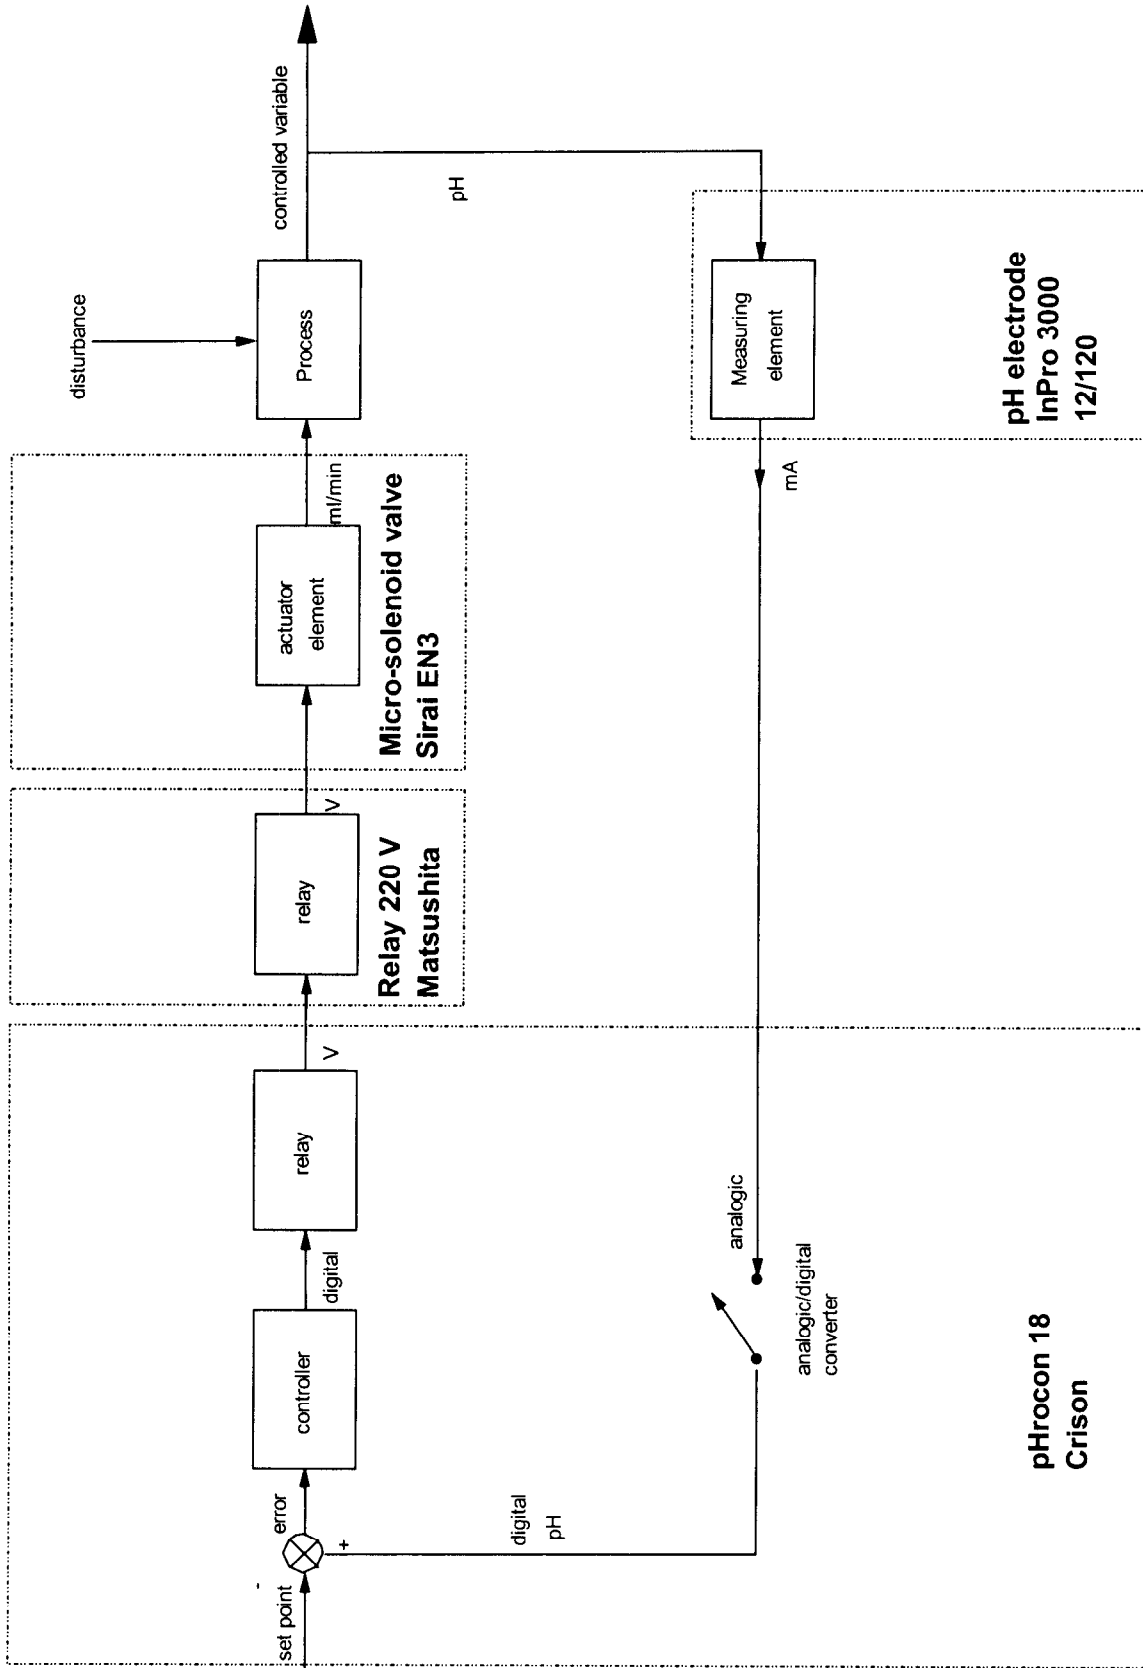 set point
-
error
+
controller
digital
relay
V
relay
V
actuator
element
ml/min
disturbance
Process
controlled variable
pH
Relay 220 V
Matsushita
Micro-solenoid valve
Sirai EN3
Measuring
element
mA
analogic
analogic/digital
converter
digital
pH
pHrocon 18
Crison
pH electrode
InPro 3000
12/120